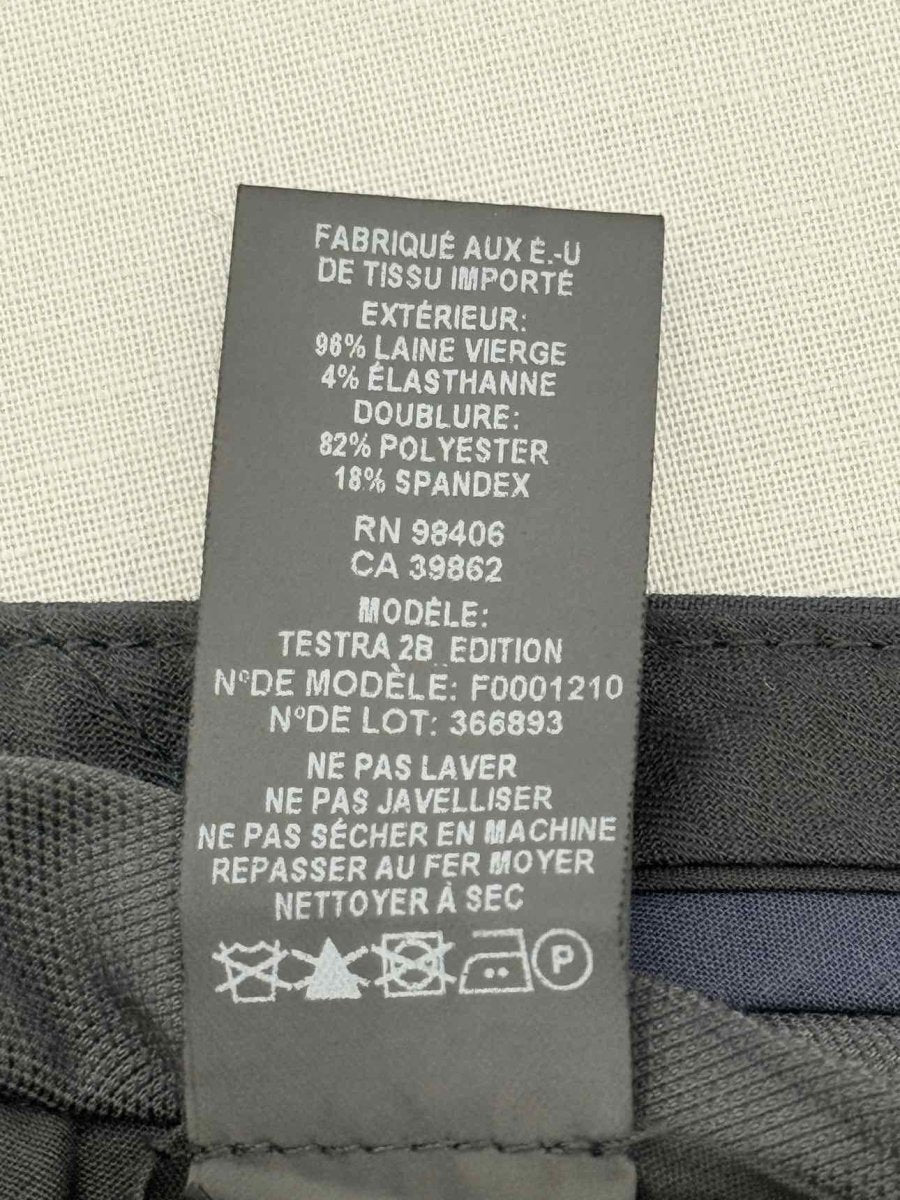 FABRIQUÉ AUX É.-U
DE TISSU IMPORTÉ
EXTÉRIEUR:
96% LAINE VIERGE
4% ÉLASTHANNE
DOUBLURE:
82% POLYESTER
18% SPANDEX
RN 98406
CA 39862
MODÈLE:
TESTRA 2B_EDITION
N°DE MODÈLE: F0001210
N°DE LOT: 366893
NE PAS LAVER
NE PAS JAVELLISER
NE PAS SÉCHER EN MACHINE
REPASSER AU FER MOYER
NETTOYER À SEC
P